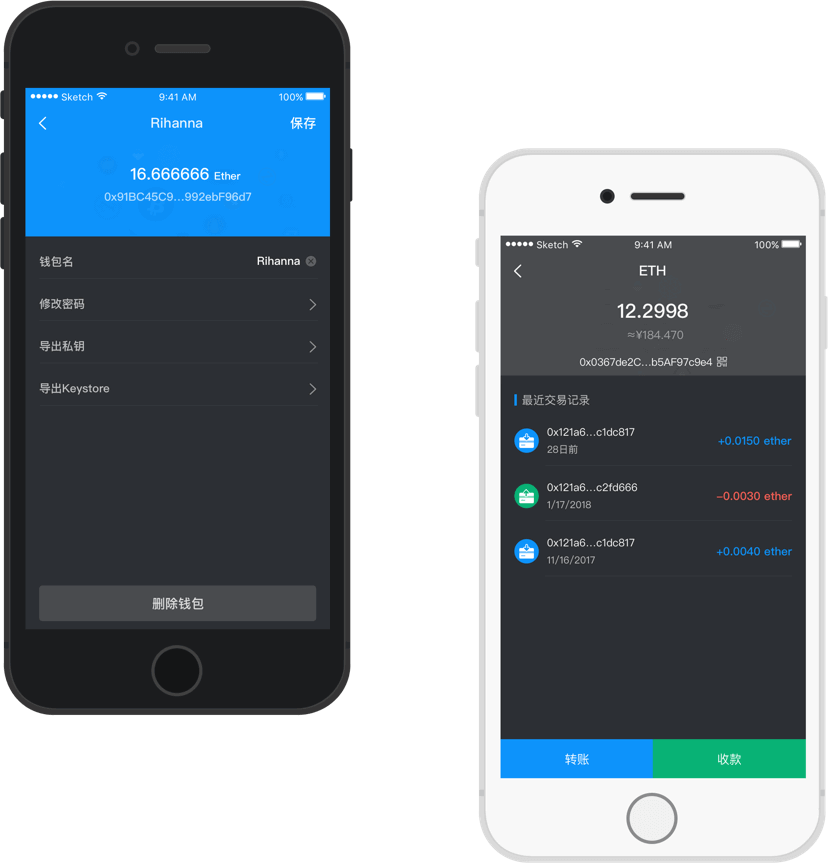 Sketch 9:41 AM 100%
Rihanna 保存
16.666666 Ether
0x91BC45C9...992ebF96d7
钱包名 Rihanna
修改密码
导出私钥
导出Keystore
删除钱包
Sketch 9:41 AM 100%
ETH
12.2998
≈¥184.470
0x0367de2C...b5AF97c9e4
最近交易记录
0x121a6...c1dc817
28日前
+0.0150 ether
0x121a6...c2fd666
1/17/2018
-0.0030 ether
0x121a6...c1dc817
11/16/2017
+0.0040 ether
转账 收款